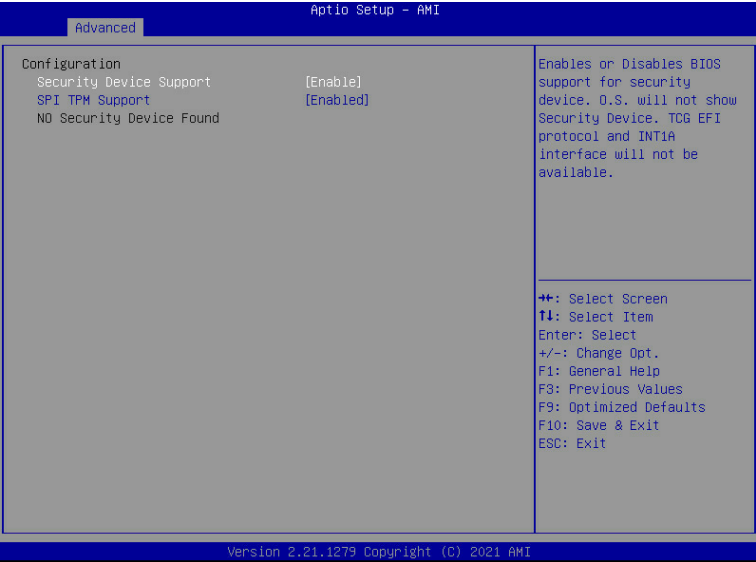 Aptio Setup – AMI
Advanced
Configuration
Security Device Support [Enable]
SPI TPM Support [Enabled]
NO Security Device Found
Enables or Disables BIOS
support for security
device. O.S. will not show
Security Device. TCG EFI
protocol and INT1A
interface will not be
available.
→←: Select Screen
↑↓: Select Item
Enter: Select
+/-: Change Opt.
F1: General Help
F3: Previous Values
F9: Optimized Defaults
F10: Save & Exit
ESC: Exit
Version 2.21.1279 Copyright (C) 2021 AMI